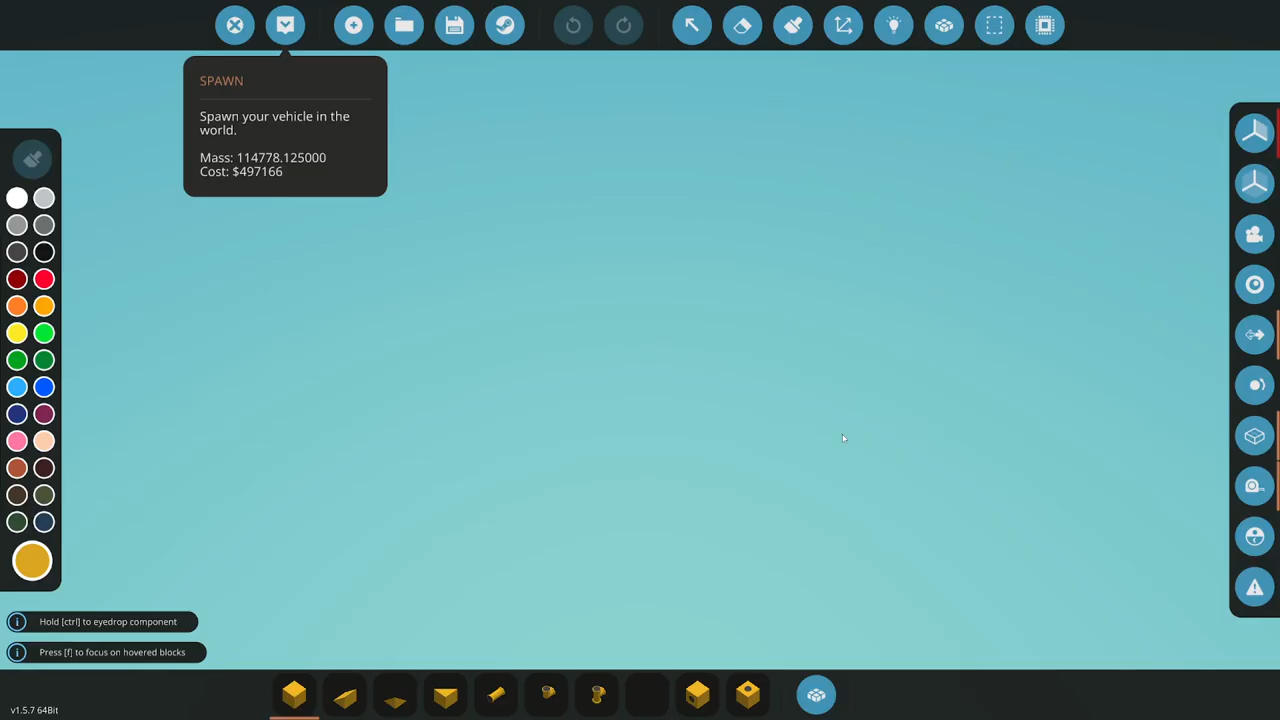 SPAWN
Spawn your vehicle in the
world.
Mass: 114778.125000
Cost: $497166
Hold [ctrl] to eyedrop component
Press [f] to focus on hovered blocks
v1.5.7 64Bit